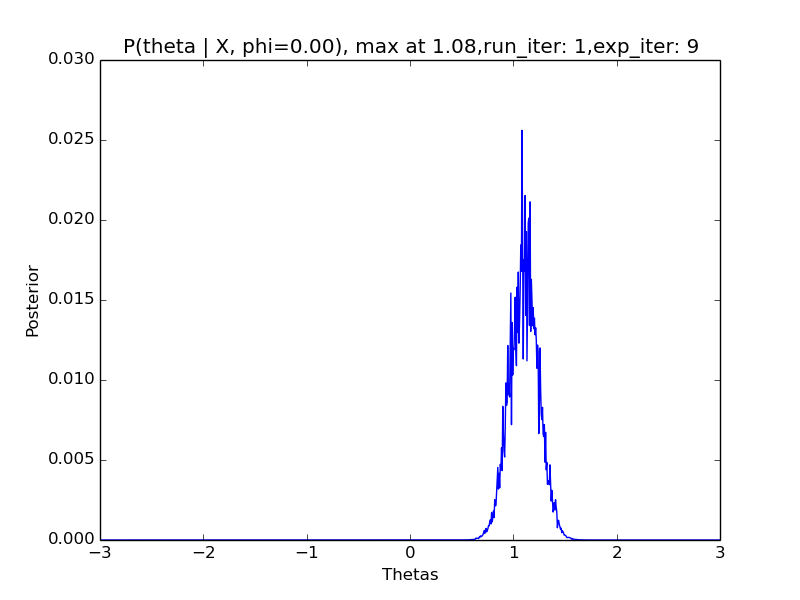 P(theta | X, phi=0.00), max at 1.08,run_iter: 1,exp_iter: 9
0.030
0.025
0.020
0.015
0.010
0.005
0.000
Posterior
−3 −2 −1 0 1 2 3
Thetas